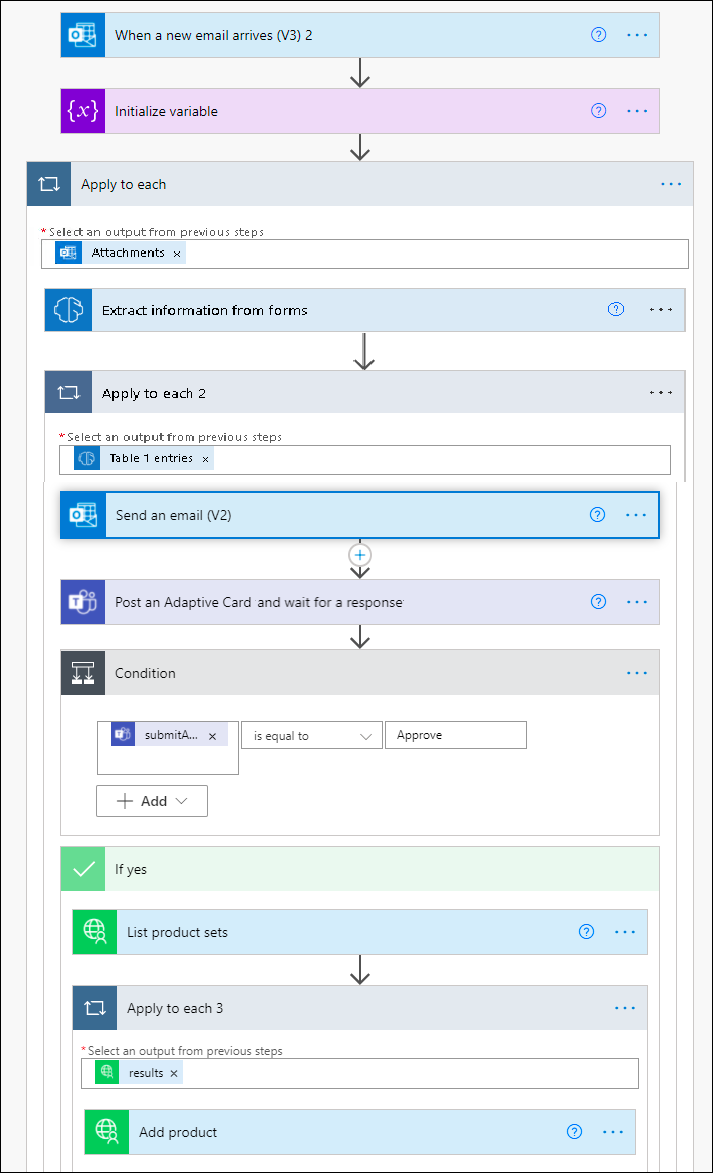 When a new email arrives (V3) 2
Initialize variable
Apply to each
* Select an output from previous steps
Attachments ×
Extract information from forms
Apply to each 2
* Select an output from previous steps
Table 1 entries ×
Send an email (V2)
Post an Adaptive Card and wait for a response
Condition
submitA... × is equal to Approve
+ Add
If yes
List product sets
Apply to each 3
* Select an output from previous steps
results ×
Add product